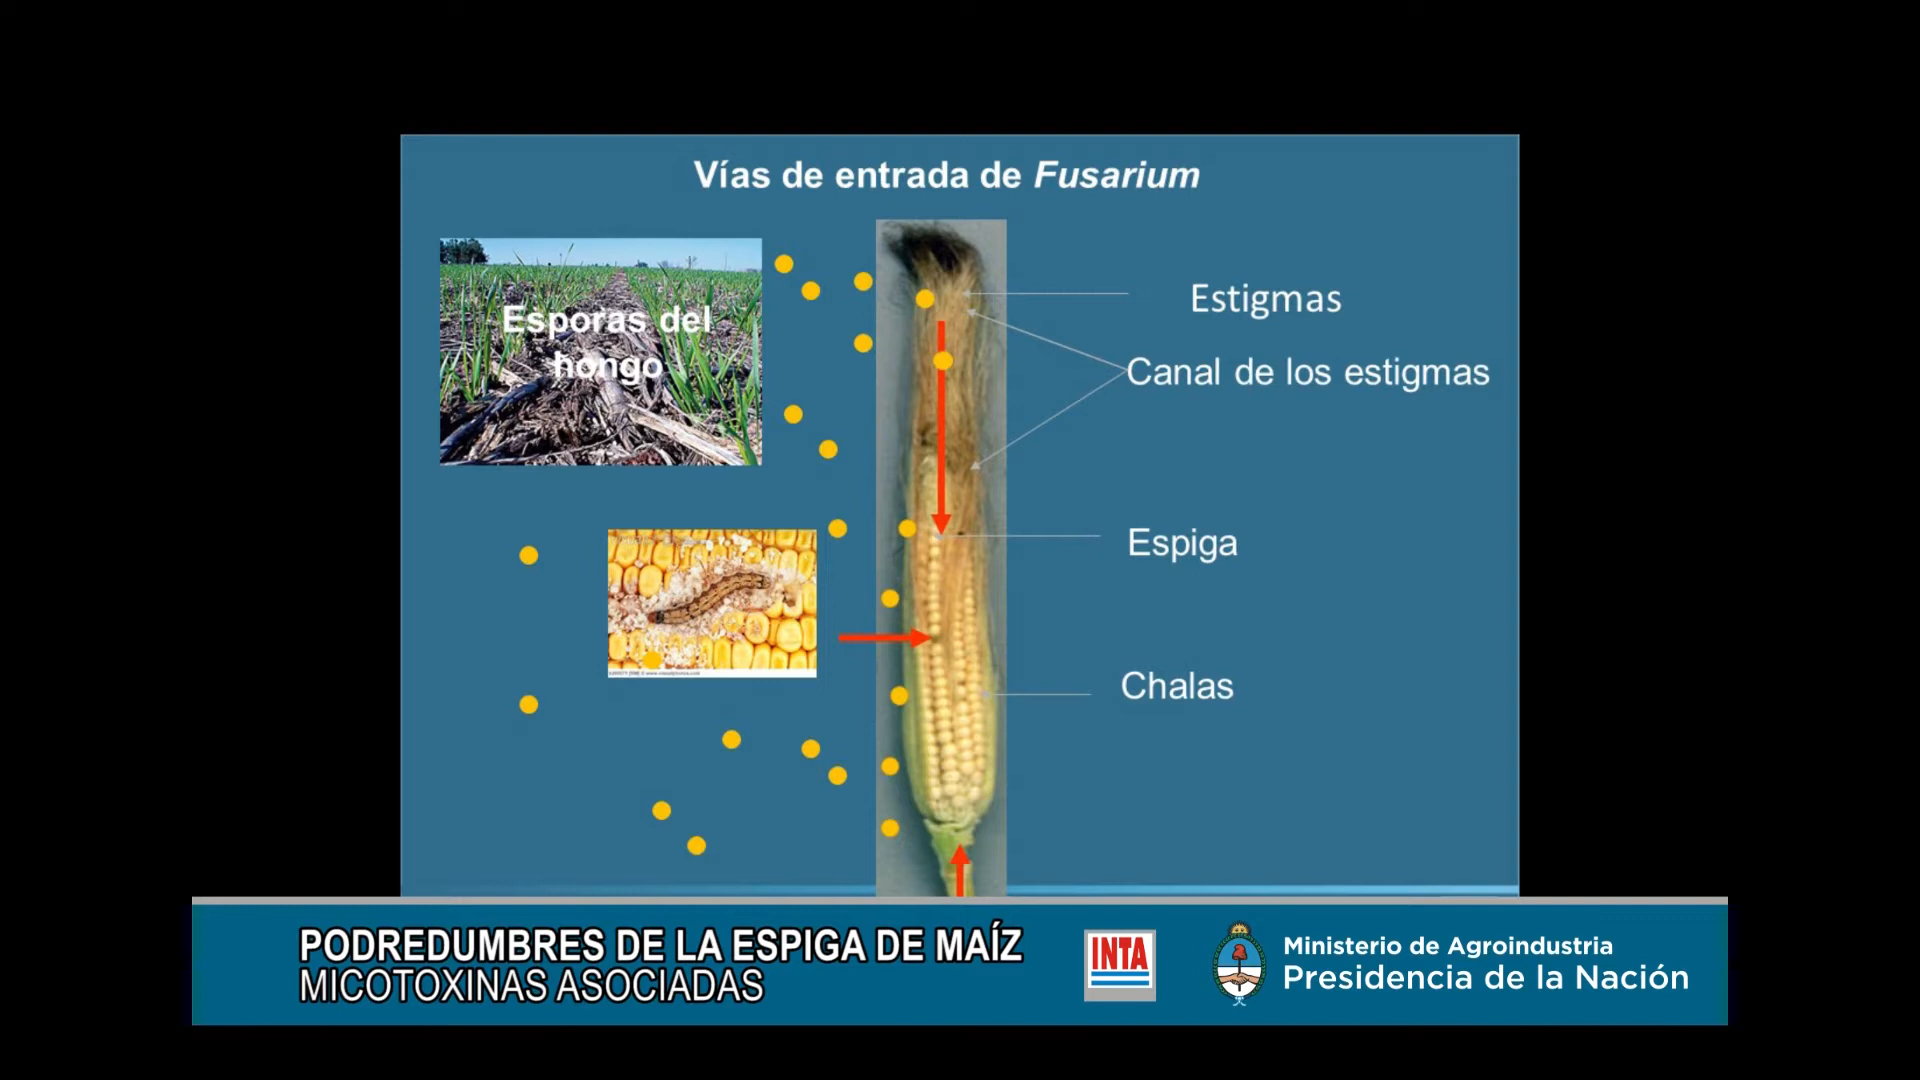 Vías de entrada de Fusarium
Esporas del
hongo
Estigmas
Canal de los estigmas
Espiga
Chalas
PODREDUMBRES DE LA ESPIGA DE MAÍZ
MICOTOXINAS ASOCIADAS
INTA
Ministerio de Agroindustria
Presidencia de la Nación